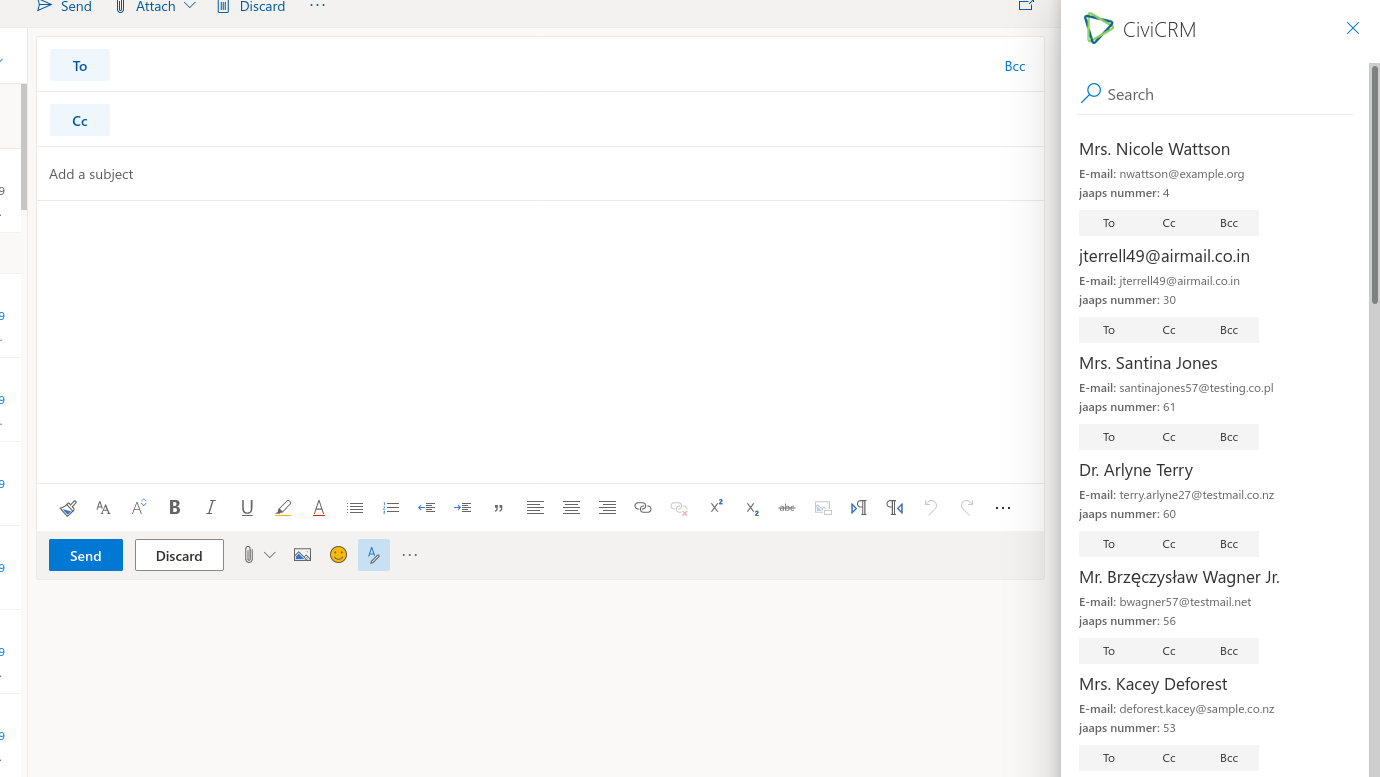 Send Attach Discard ...
To Bcc
Cc
Add a subject
Send Discard ...
CiviCRM
Search
Mrs. Nicole Wattson
E-mail: nwattson@example.org
jaaps nummer: 4
To Cc Bcc
jterrell49@airmail.co.in
E-mail: jterrell49@airmail.co.in
jaaps nummer: 30
To Cc Bcc
Mrs. Santina Jones
E-mail: santinajones57@testing.co.pl
jaaps nummer: 61
To Cc Bcc
Dr. Arlyne Terry
E-mail: terry.arlyne27@testmail.co.nz
jaaps nummer: 60
To Cc Bcc
Mr. Brzęczysław Wagner Jr.
E-mail: bwagner57@testmail.net
jaaps nummer: 56
To Cc Bcc
Mrs. Kacey Deforest
E-mail: deforest.kacey@sample.co.nz
jaaps nummer: 53
To Cc Bcc